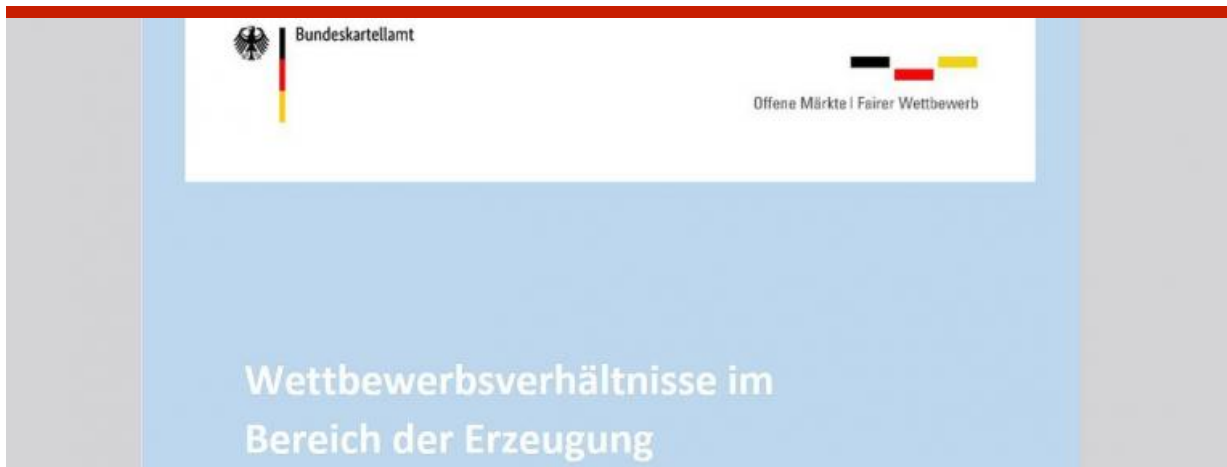 Bundeskartellamt
Offene Märkte | Fairer Wettbewerb
Wettbewerbsverhältnisse im
Bereich der Erzeugung